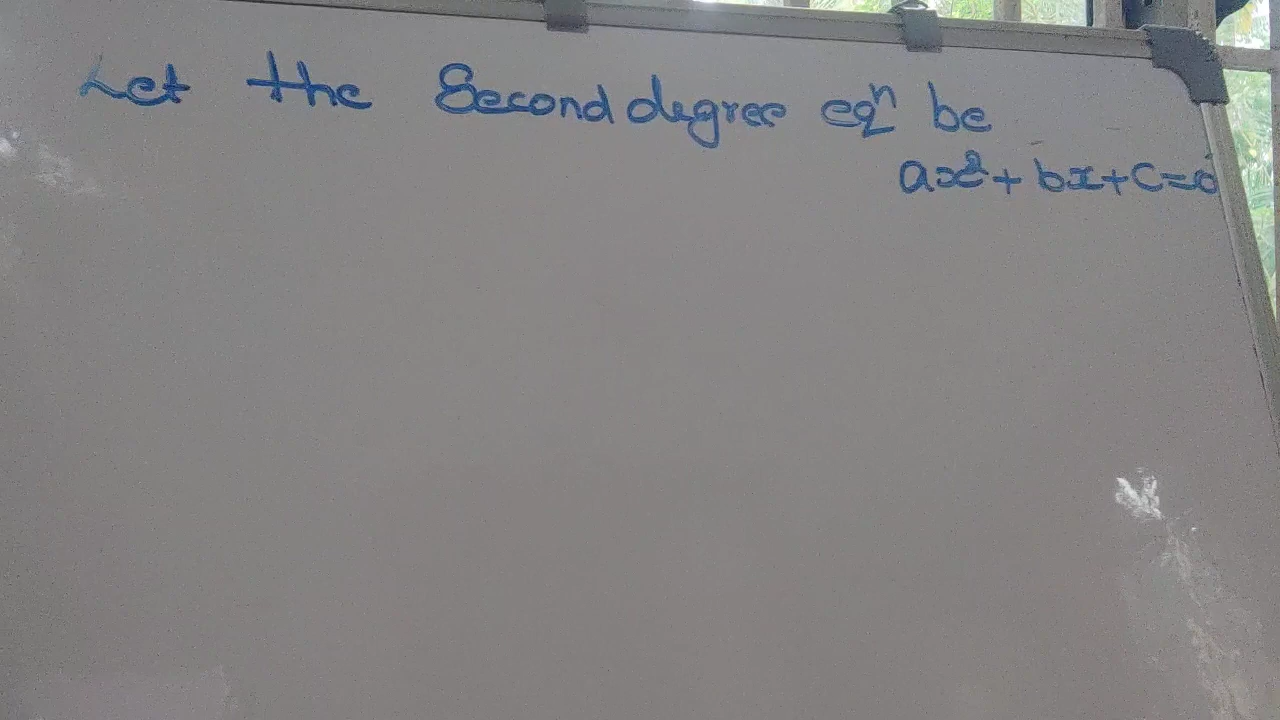 Let the Second degree eqⁿ be
ax²+ bx+c=0